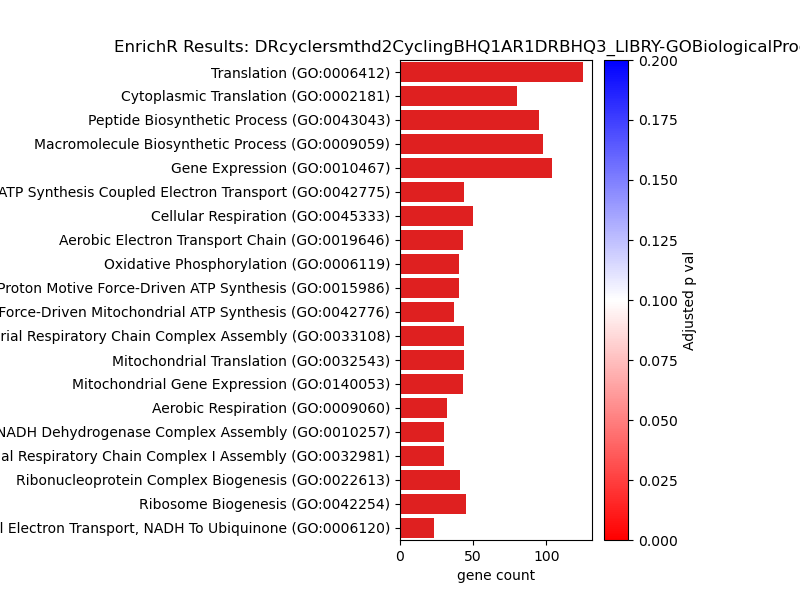 EnrichR Results: DRcyclersmthd2CyclingBHQ1AR1DRBHQ3_LIBRY-GOBiologicalProc
Translation (GO:0006412)
Cytoplasmic Translation (GO:0002181)
Peptide Biosynthetic Process (GO:0043043)
Macromolecule Biosynthetic Process (GO:0009059)
Gene Expression (GO:0010467)
ATP Synthesis Coupled Electron Transport (GO:0042775)
Cellular Respiration (GO:0045333)
Aerobic Electron Transport Chain (GO:0019646)
Oxidative Phosphorylation (GO:0006119)
Proton Motive Force-Driven ATP Synthesis (GO:0015986)
Force-Driven Mitochondrial ATP Synthesis (GO:0042776)
rial Respiratory Chain Complex Assembly (GO:0033108)
Mitochondrial Translation (GO:0032543)
Mitochondrial Gene Expression (GO:0140053)
Aerobic Respiration (GO:0009060)
NADH Dehydrogenase Complex Assembly (GO:0010257)
al Respiratory Chain Complex I Assembly (GO:0032981)
Ribonucleoprotein Complex Biogenesis (GO:0022613)
Ribosome Biogenesis (GO:0042254)
l Electron Transport, NADH To Ubiquinone (GO:0006120)
0 50 100
gene count
0.200
0.175
0.150
0.125
0.100
0.075
0.050
0.025
0.000
Adjusted p val